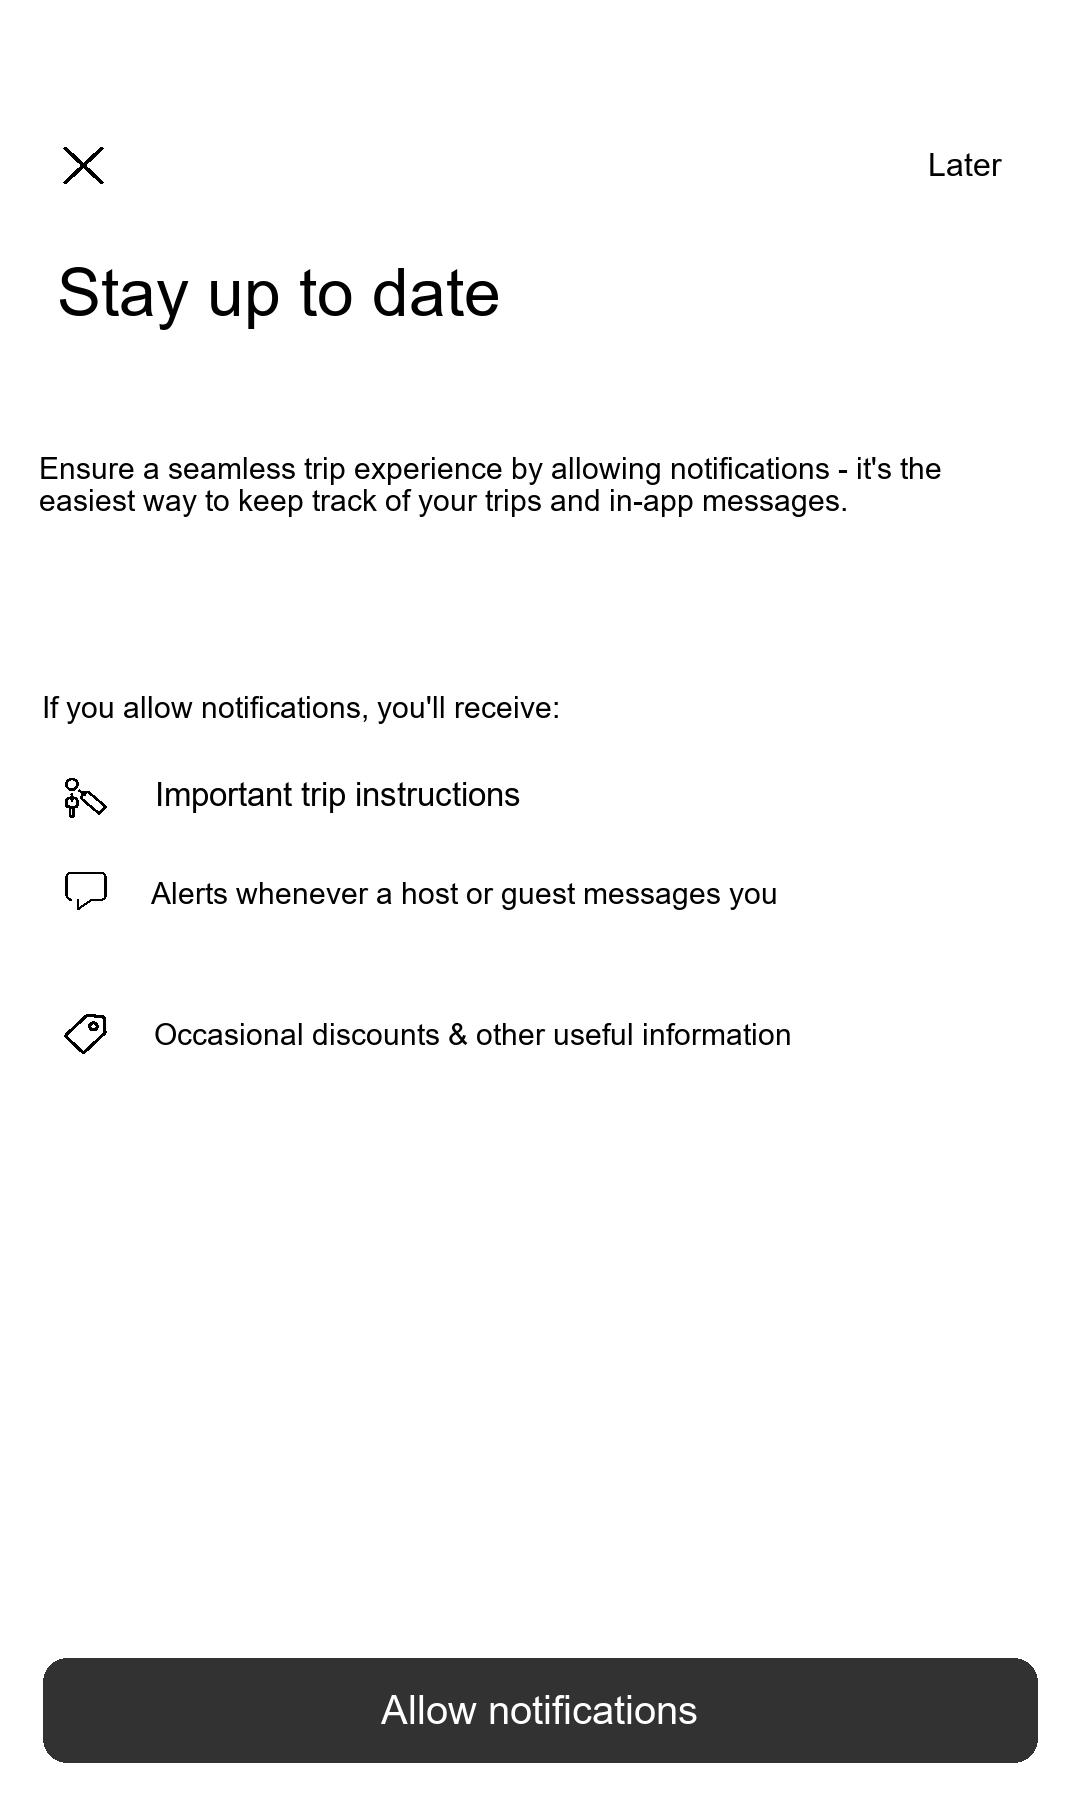 Later
Stay up to date
Ensure a seamless trip experience by allowing notifications - it's the
easiest way to keep track of your trips and in-app messages.
If you allow notifications, you'll receive:
Important trip instructions
Alerts whenever a host or guest messages you
Occasional discounts & other useful information
Allow notifications